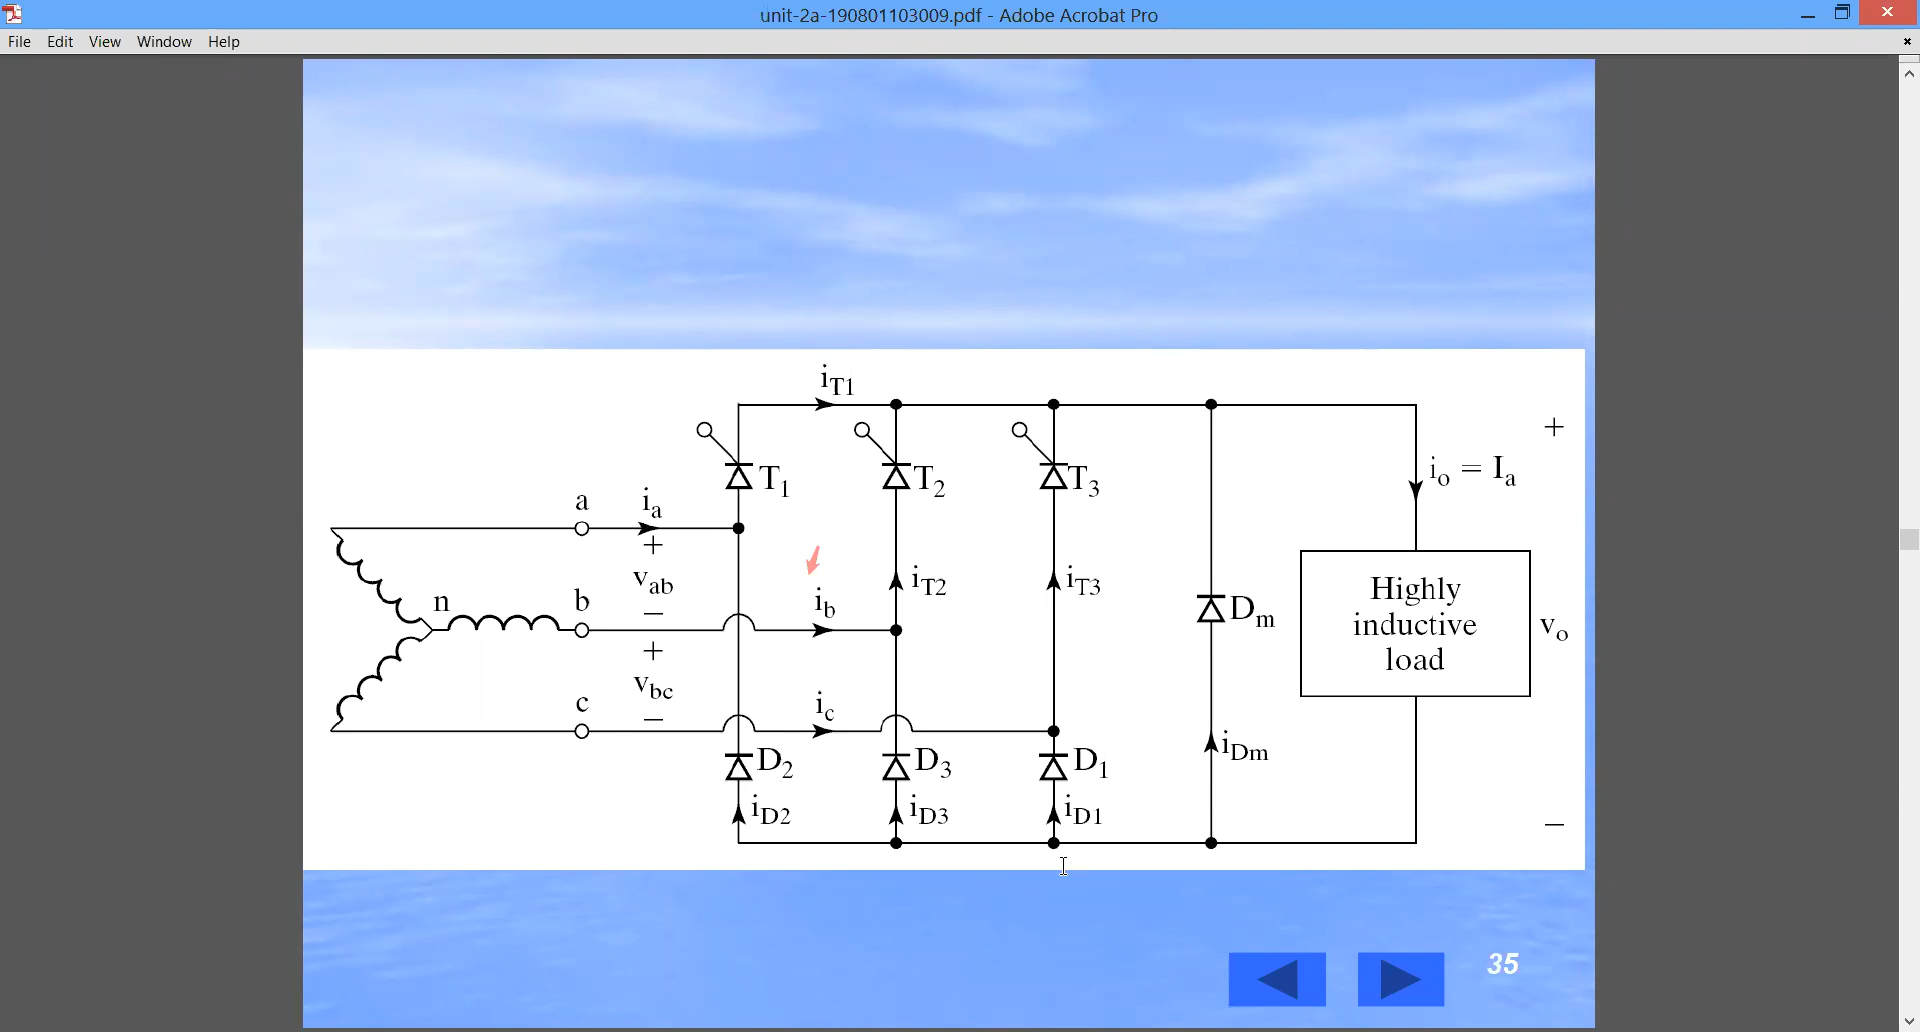 unit-2a-190801103009.pdf - Adobe Acrobat Pro
File Edit View Window Help
iT1
T1 T2 T3
+
io = Ia
a ia
+
vab
−
iT2 iT3
n b ib
Dm
Highly
inductive
load
vo
+
vbc
−
c ic
iDm
D2 D3 D1
iD2 iD3 iD1
−
35